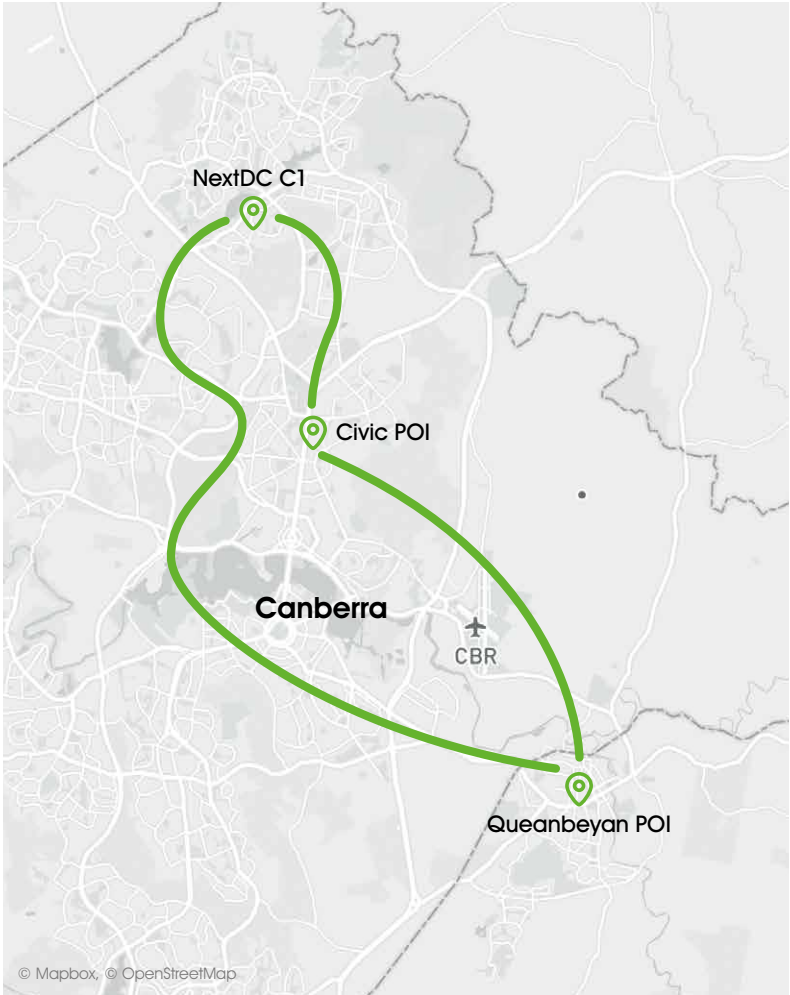 NextDC C1
Civic POI
Canberra
CBR
Queanbeyan POI
© Mapbox, © OpenStreetMap